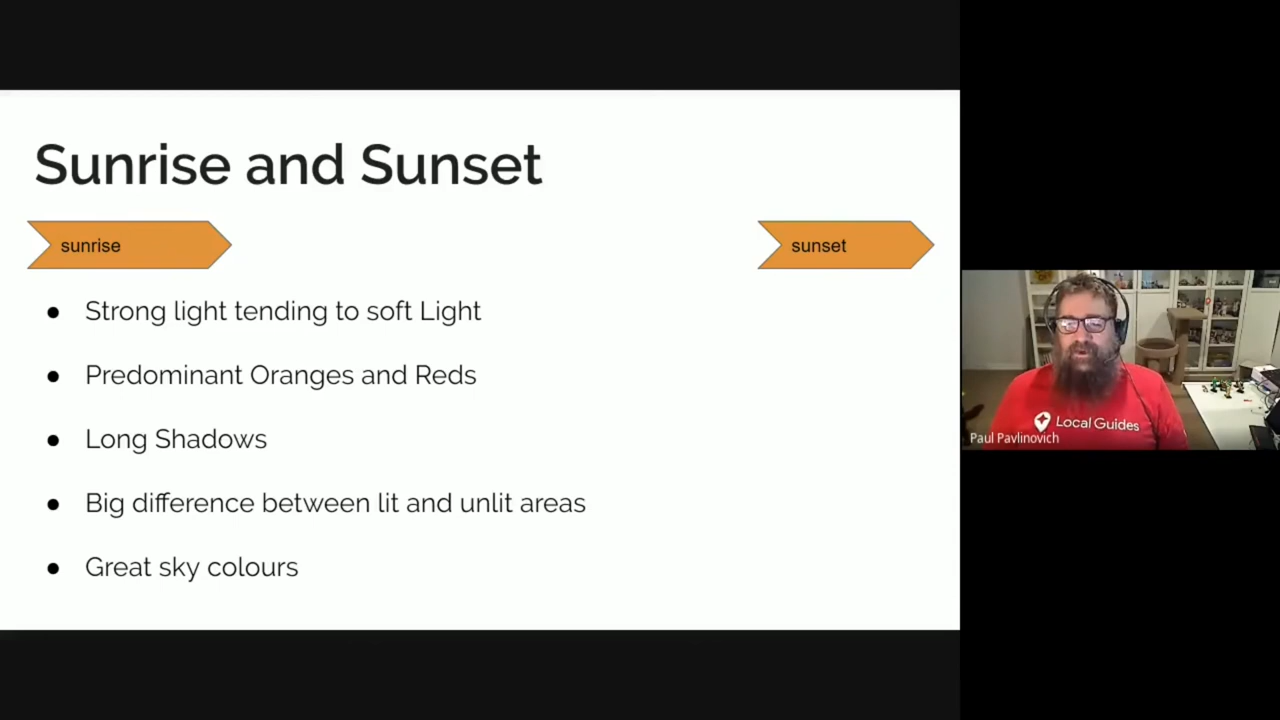 Sunrise and Sunset
sunrise
sunset
● Strong light tending to soft Light
● Predominant Oranges and Reds
● Long Shadows
● Big difference between lit and unlit areas
● Great sky colours
Local Guides
Paul Pavlinovich